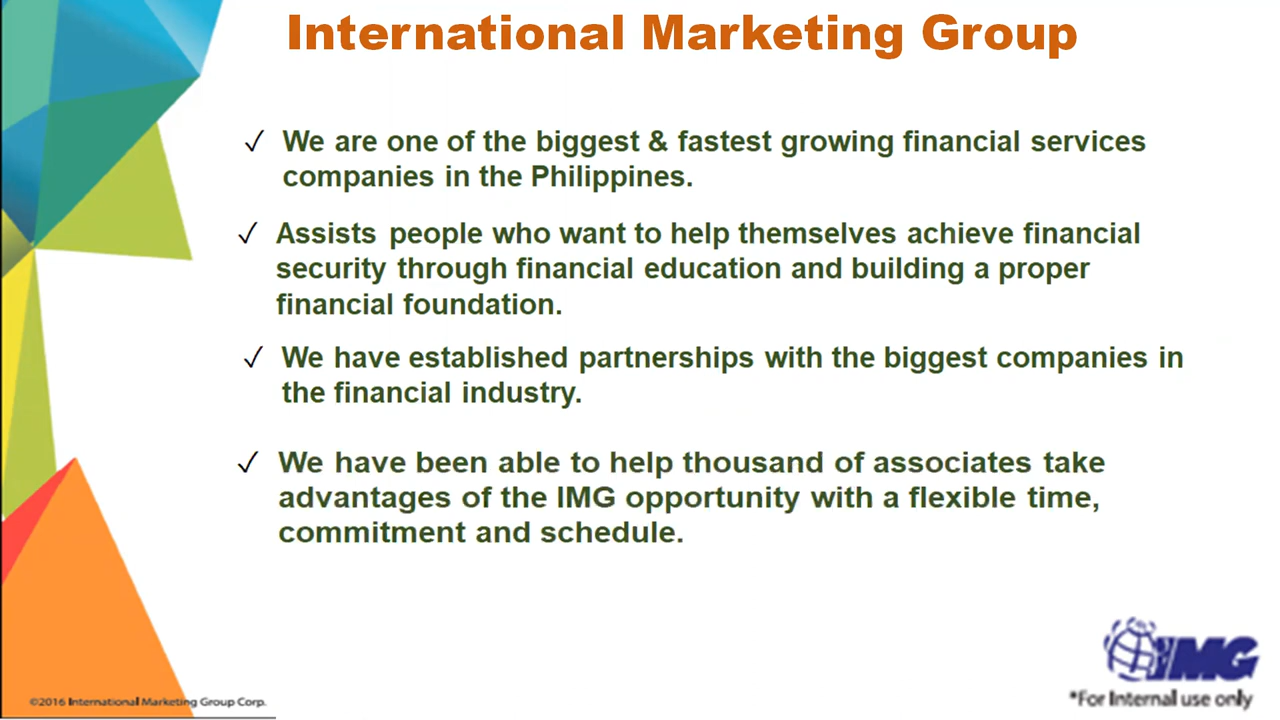 International Marketing Group
✓ We are one of the biggest & fastest growing financial services
companies in the Philippines.
✓ Assists people who want to help themselves achieve financial
security through financial education and building a proper
financial foundation.
✓ We have established partnerships with the biggest companies in
the financial industry.
✓ We have been able to help thousand of associates take
advantages of the IMG opportunity with a flexible time,
commitment and schedule.
IMG
*For Internal use only
©2016 International Marketing Group Corp.